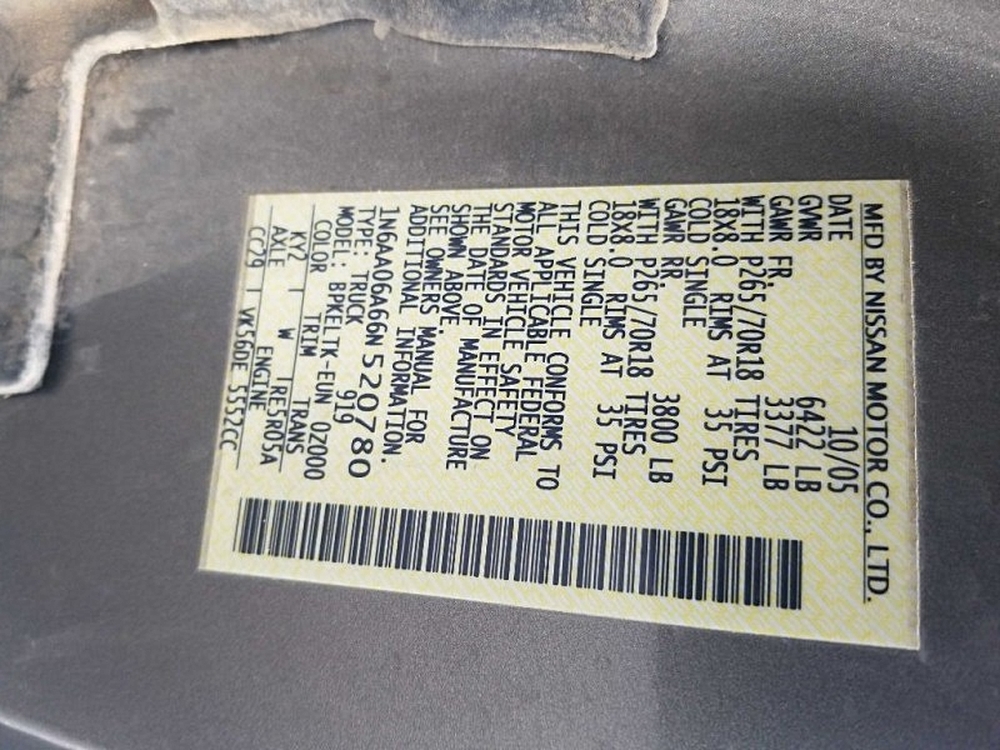 MFD BY NISSAN MOTOR CO., LTD.
DATE 10/05
GVWR 6422 LB
GAWR FR. 3377 LB
WITH P265/70R18 TIRES
18X8.0 RIMS AT 35 PSI
COLD SINGLE
GAWR RR. 3800 LB
WITH P265/70R18 TIRES
18X8.0 RIMS AT 35 PSI
COLD SINGLE
THIS VEHICLE CONFORMS TO
ALL APPLICABLE FEDERAL
MOTOR VEHICLE SAFETY
STANDARDS IN EFFECT ON
THE DATE OF MANUFACTURE
SHOWN ABOVE.
SEE OWNERS MANUAL FOR
ADDITIONAL INFORMATION.
1N6AA06A66N520780
TYPE: TRUCK 919
MODEL: BPKELTK-EUN 0Z000
COLOR TRIM TRANS
KY2 W RE5R05A
AXLE ENGINE
CC29 VK56DE 5552CC